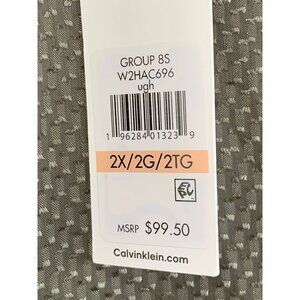 GROUP 8S
W2HAC696
ugh
1 96284 01323 9
2X/2G/2TG
MSRP $99.50
Calvinklein.com